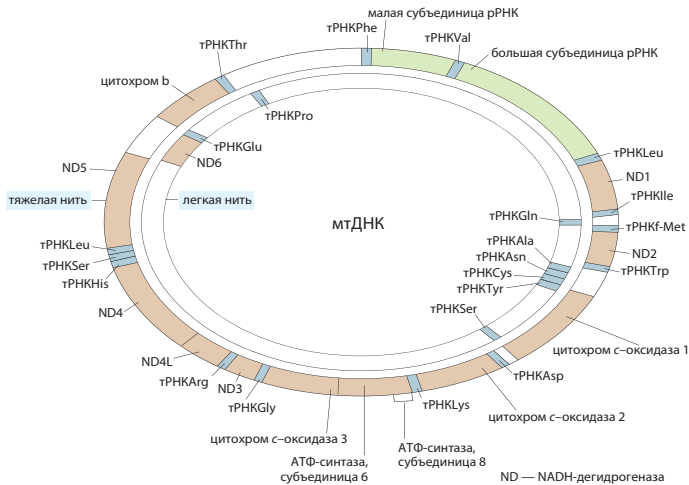 малая субъединица рРНК
тРНКPhe
тРНКVal
большая субъединица рРНК
тРНКThr
цитохром b
тРНКPro
тРНКGlu
ND6
тРНКLeu
ND5
ND1
тРНКIle
тяжелая нить
легкая нить
мтДНК
тРНКGln
тРНКf-Met
тРНКLeu
тРНКSer
тРНКHis
тРНКAla
тРНКAsn
тРНКCys
тРНКTyr
ND2
тРНКTrp
ND4
тРНКSer
цитохром с–оксидаза 1
ND4L
тРНКArg
ND3
тРНКGly
тРНКAsp
тРНКLys
цитохром с–оксидаза 2
цитохром с–оксидаза 3
АТФ-синтаза,
субъединица 6
АТФ-синтаза,
субъединица 8
ND — NADH-дегидрогеназа